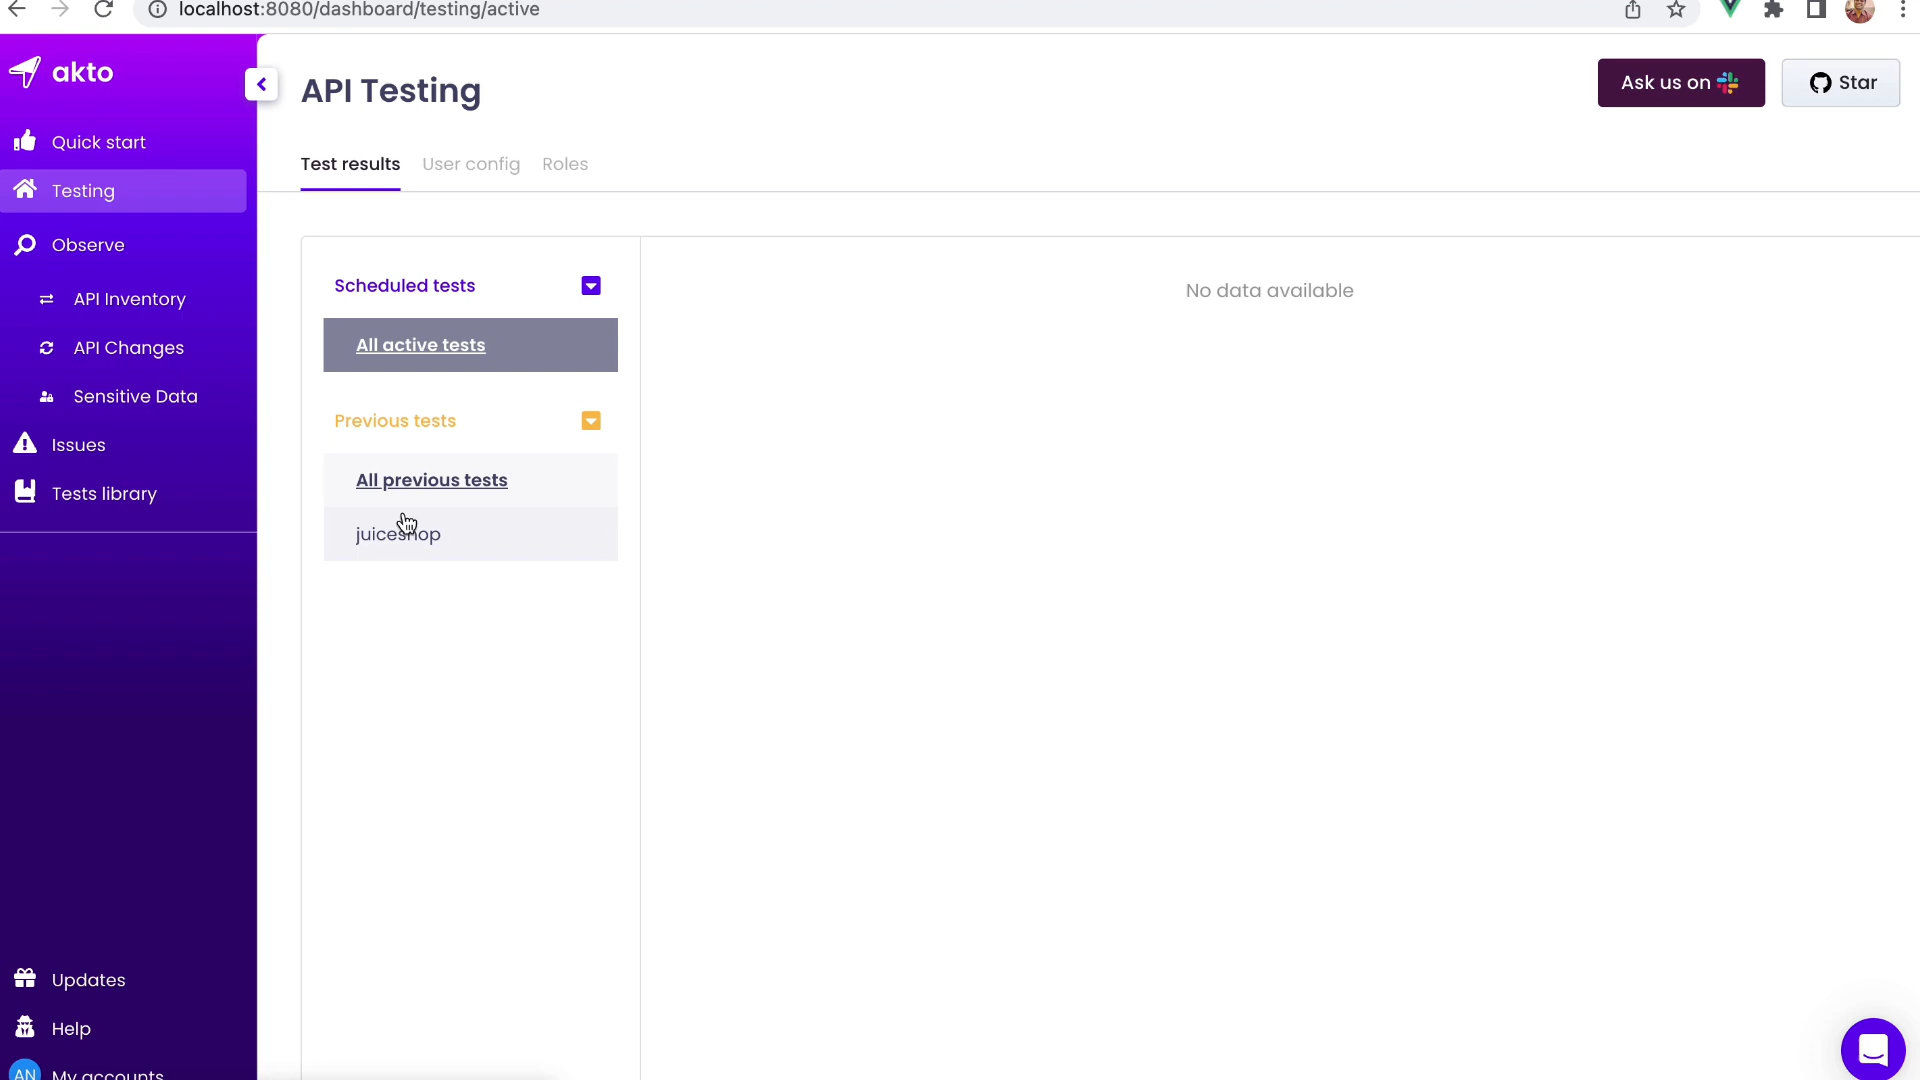 localhost:8080/dashboard/testing/active
akto
API Testing
Ask us on
Star
Quick start
Testing
Observe
API Inventory
API Changes
Sensitive Data
Issues
Tests library
Updates
Help
AN
My accounts
Test results
User config
Roles
Scheduled tests
All active tests
Previous tests
All previous tests
juiceshop
No data available